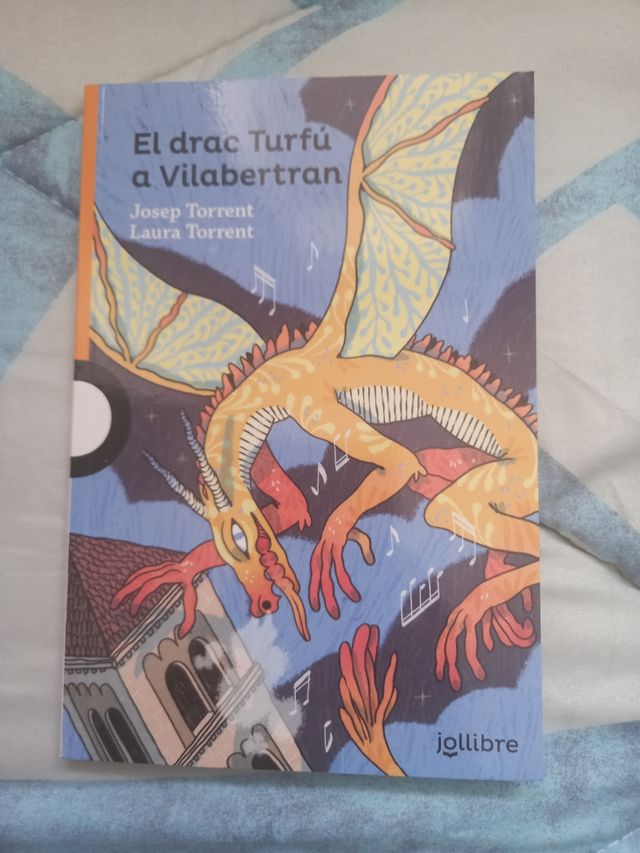 El drac Turfú
a Vilabertran
Josep Torrent
Laura Torrent
jollibre